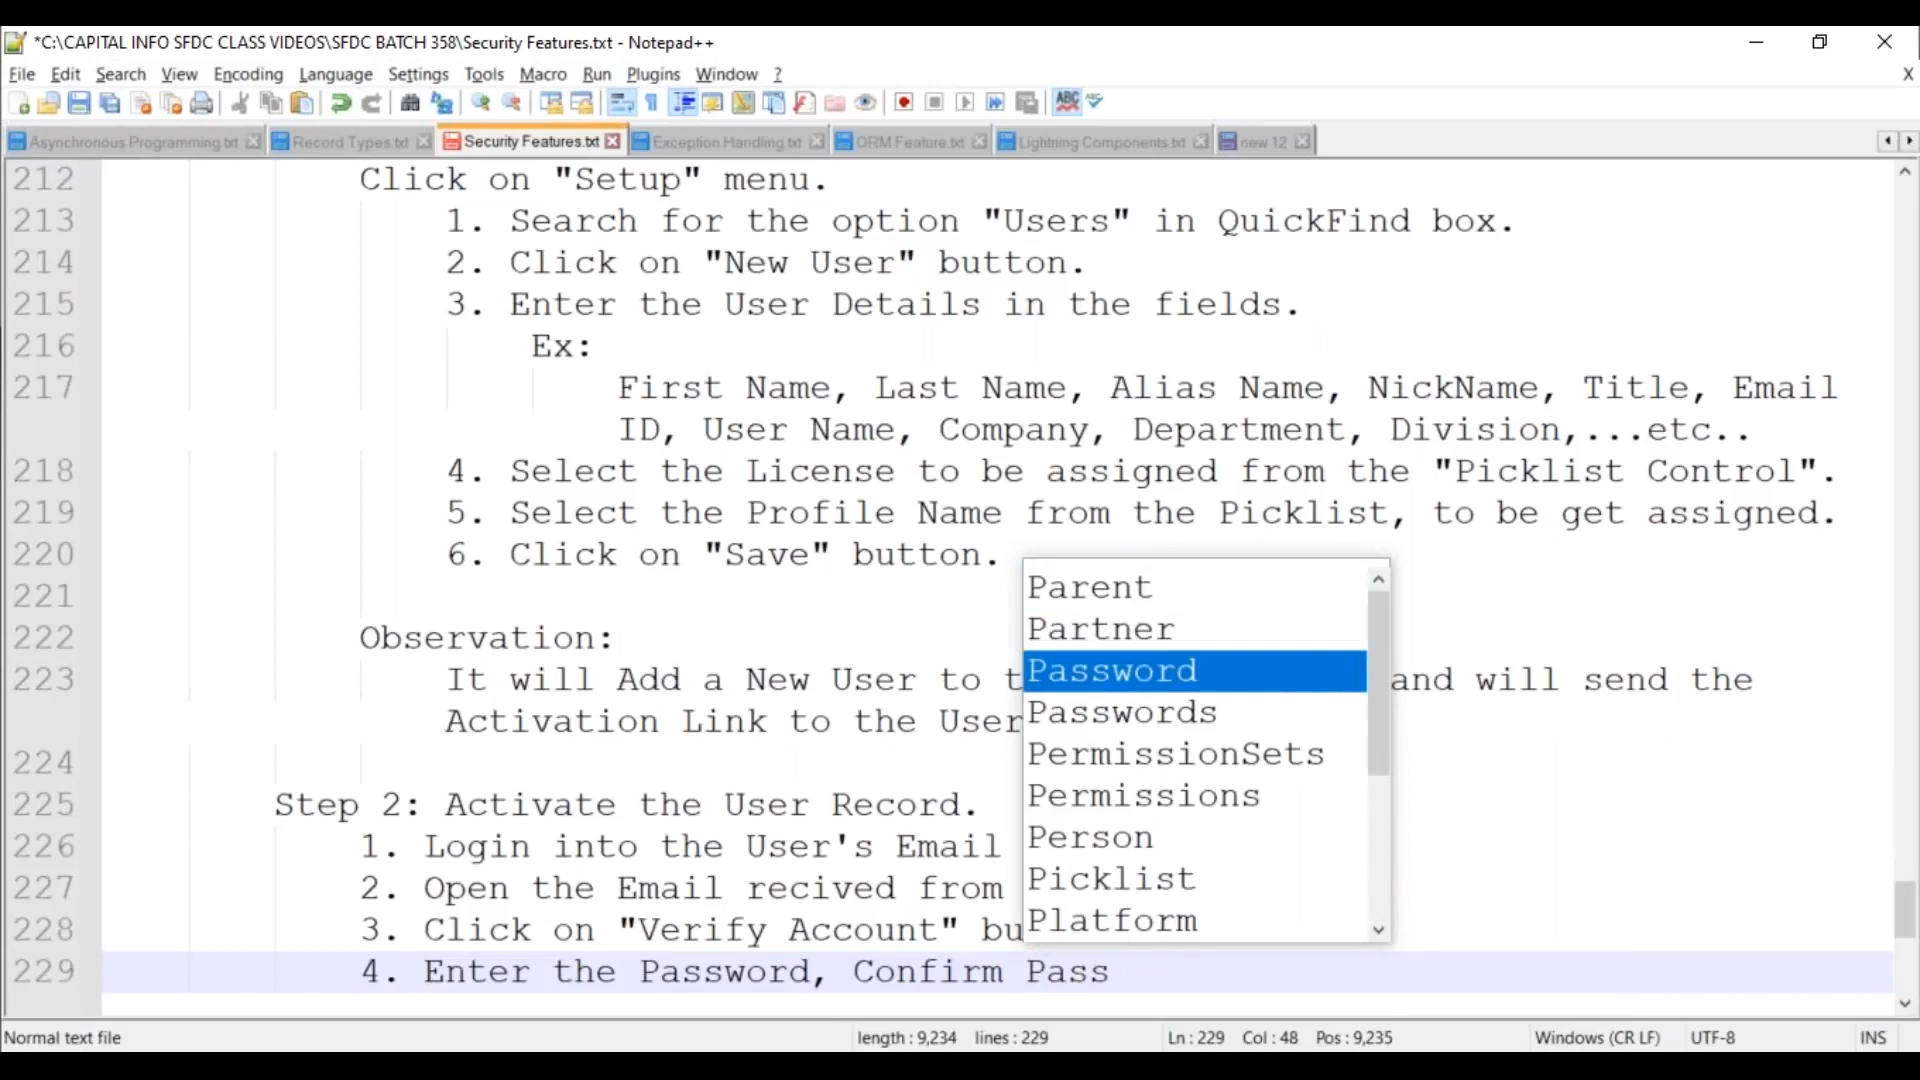 *C:\CAPITAL INFO SFDC CLASS VIDEOS\SFDC BATCH 358\Security Features.txt - Notepad++
File Edit Search View Encoding Language Settings Tools Macro Run Plugins Window ? X
Asynchronous Programming.txt Record Types.txt Security Features.txt Exception Handling.txt ORM Feature.txt Lightning Components.txt new 12
212 Click on "Setup" menu.
213 1. Search for the option "Users" in QuickFind box.
214 2. Click on "New User" button.
215 3. Enter the User Details in the fields.
216 Ex:
217 First Name, Last Name, Alias Name, NickName, Title, Email
ID, User Name, Company, Department, Division,...etc..
218 4. Select the License to be assigned from the "Picklist Control".
219 5. Select the Profile Name from the Picklist, to be get assigned.
220 6. Click on "Save" button.
221
222 Observation:
223 It will Add a New User to t and will send the
Activation Link to the User
224
225 Step 2: Activate the User Record.
226 1. Login into the User's Email
227 2. Open the Email recived from
228 3. Click on "Verify Account" bu
229 4. Enter the Password, Confirm Pass
Parent
Partner
Password
Passwords
PermissionSets
Permissions
Person
Picklist
Platform
Normal text file length : 9,234 lines : 229 Ln : 229 Col : 48 Pos : 9,235 Windows (CR LF) UTF-8 INS